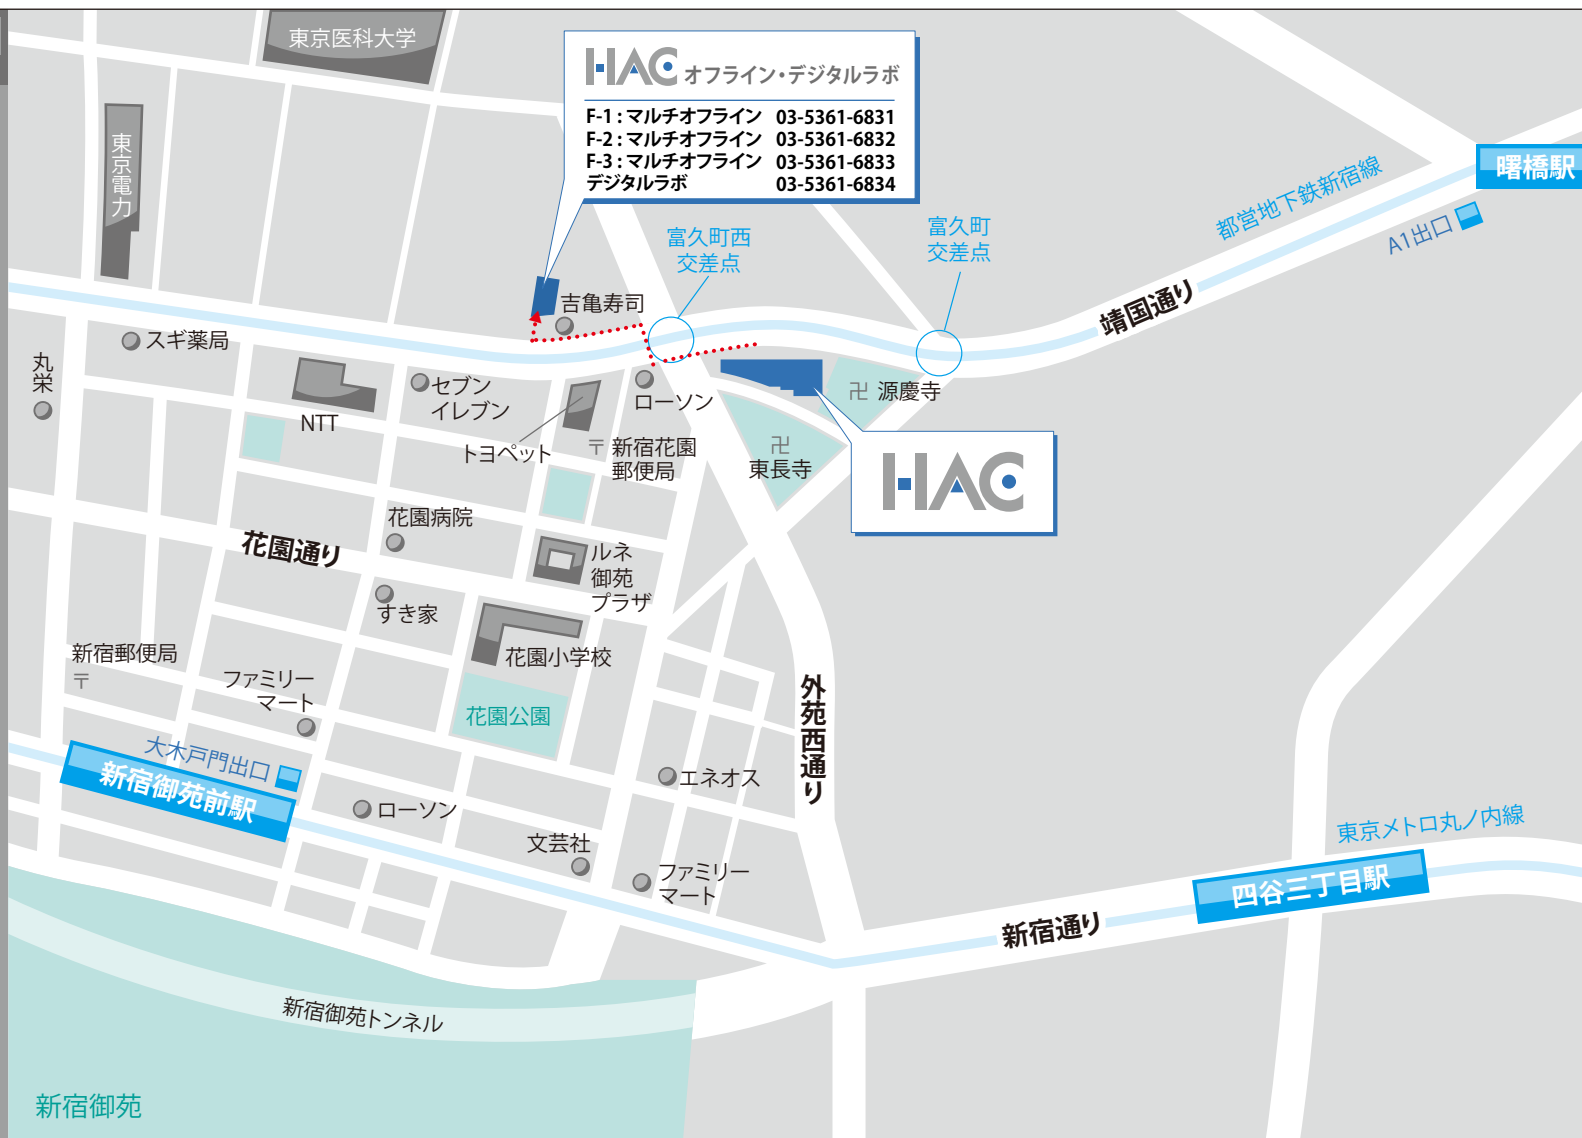 東京医科大学
HAC オフライン・デジタルラボ
F-1：マルチオフライン 03-5361-6831
F-2：マルチオフライン 03-5361-6832
F-3：マルチオフライン 03-5361-6833
デジタルラボ 03-5361-6834
東京電力
曙橋駅
都営地下鉄新宿線
A1出口
富久町西
交差点
富久町
交差点
靖国通り
吉亀寿司
スギ薬局
丸栄
NTT
セブン
イレブン
トヨペット
ローソン
〒 新宿花園
郵便局
卍 源慶寺
卍
東長寺
HAC
花園病院
花園通り
ルネ
御苑
プラザ
すき家
花園小学校
新宿郵便局
〒
ファミリー
マート
花園公園
外苑西通り
大木戸門出口
新宿御苑前駅
エネオス
ローソン
文芸社
ファミリー
マート
東京メトロ丸ノ内線
四谷三丁目駅
新宿通り
新宿御苑トンネル
新宿御苑